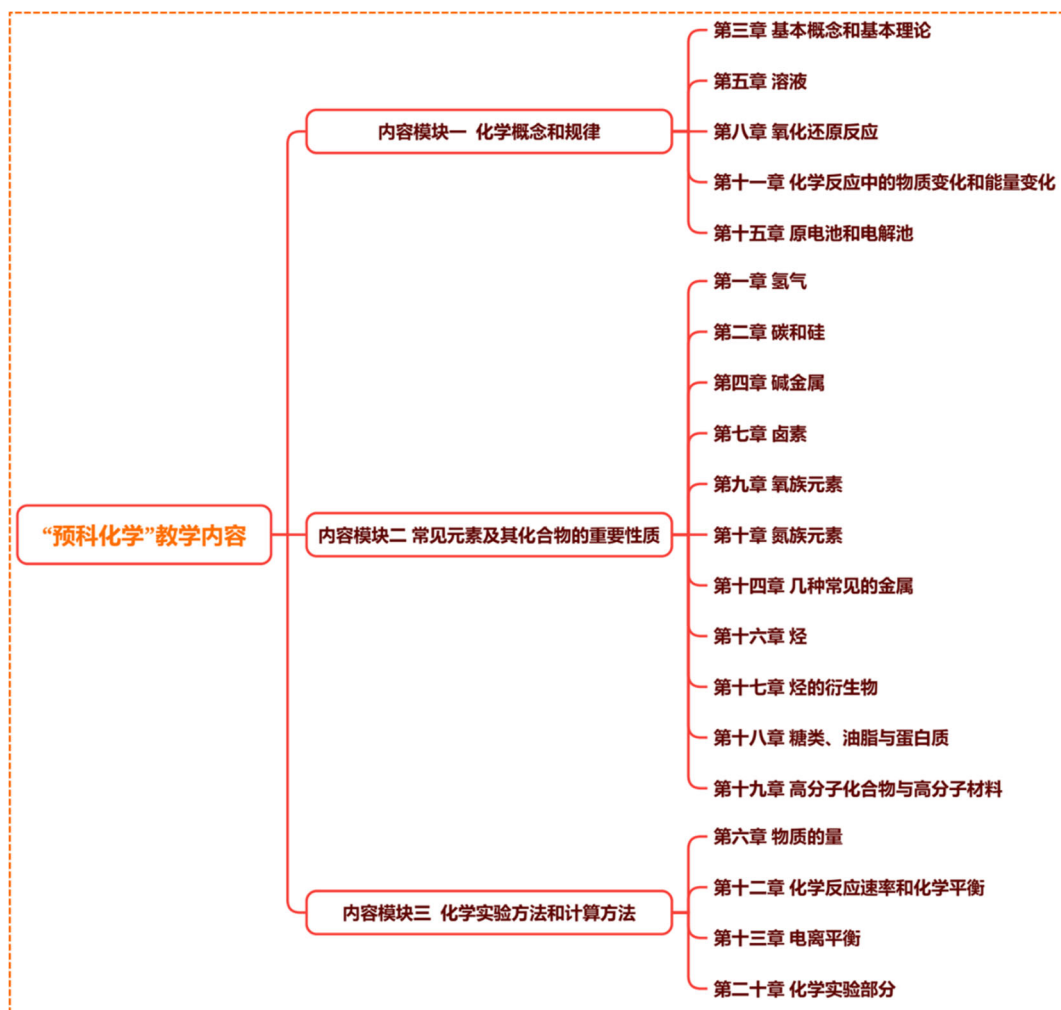 “预科化学”教学内容
内容模块一 化学概念和规律
第三章 基本概念和基本理论
第五章 溶液
第八章 氧化还原反应
第十一章 化学反应中的物质变化和能量变化
第十五章 原电池和电解池
内容模块二 常见元素及其化合物的重要性质
第一章 氢气
第二章 碳和硅
第四章 碱金属
第七章 卤素
第九章 氧族元素
第十章 氮族元素
第十四章 几种常见的金属
第十六章 烃
第十七章 烃的衍生物
第十八章 糖类、油脂与蛋白质
第十九章 高分子化合物与高分子材料
内容模块三 化学实验方法和计算方法
第六章 物质的量
第十二章 化学反应速率和化学平衡
第十三章 电离平衡
第二十章 化学实验部分